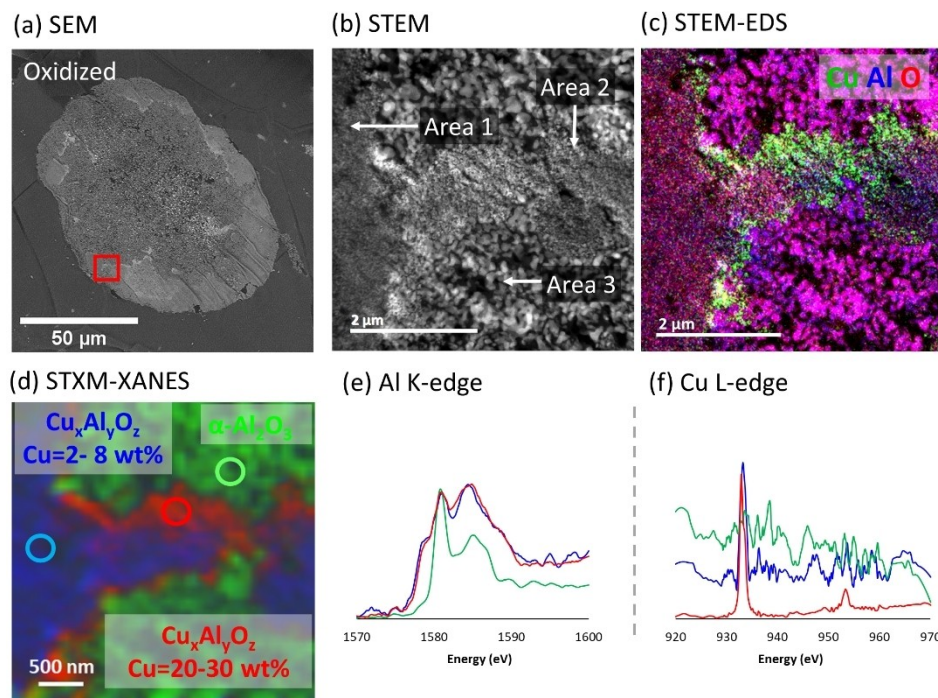 (a) SEM
Oxidized
50 μm
(b) STEM
Area 1
Area 2
Area 3
2 μm
(c) STEM-EDS
Cu Al O
2 μm
(d) STXM-XANES
CuₓAlᵧO₂
Cu=2- 8 wt%
α-Al₂O₃
CuₓAlᵧO₂
Cu=20-30 wt%
500 nm
(e) Al K-edge
1570 1580 1590 1600
Energy (eV)
(f) Cu L-edge
920 930 940 950 960 970
Energy (eV)